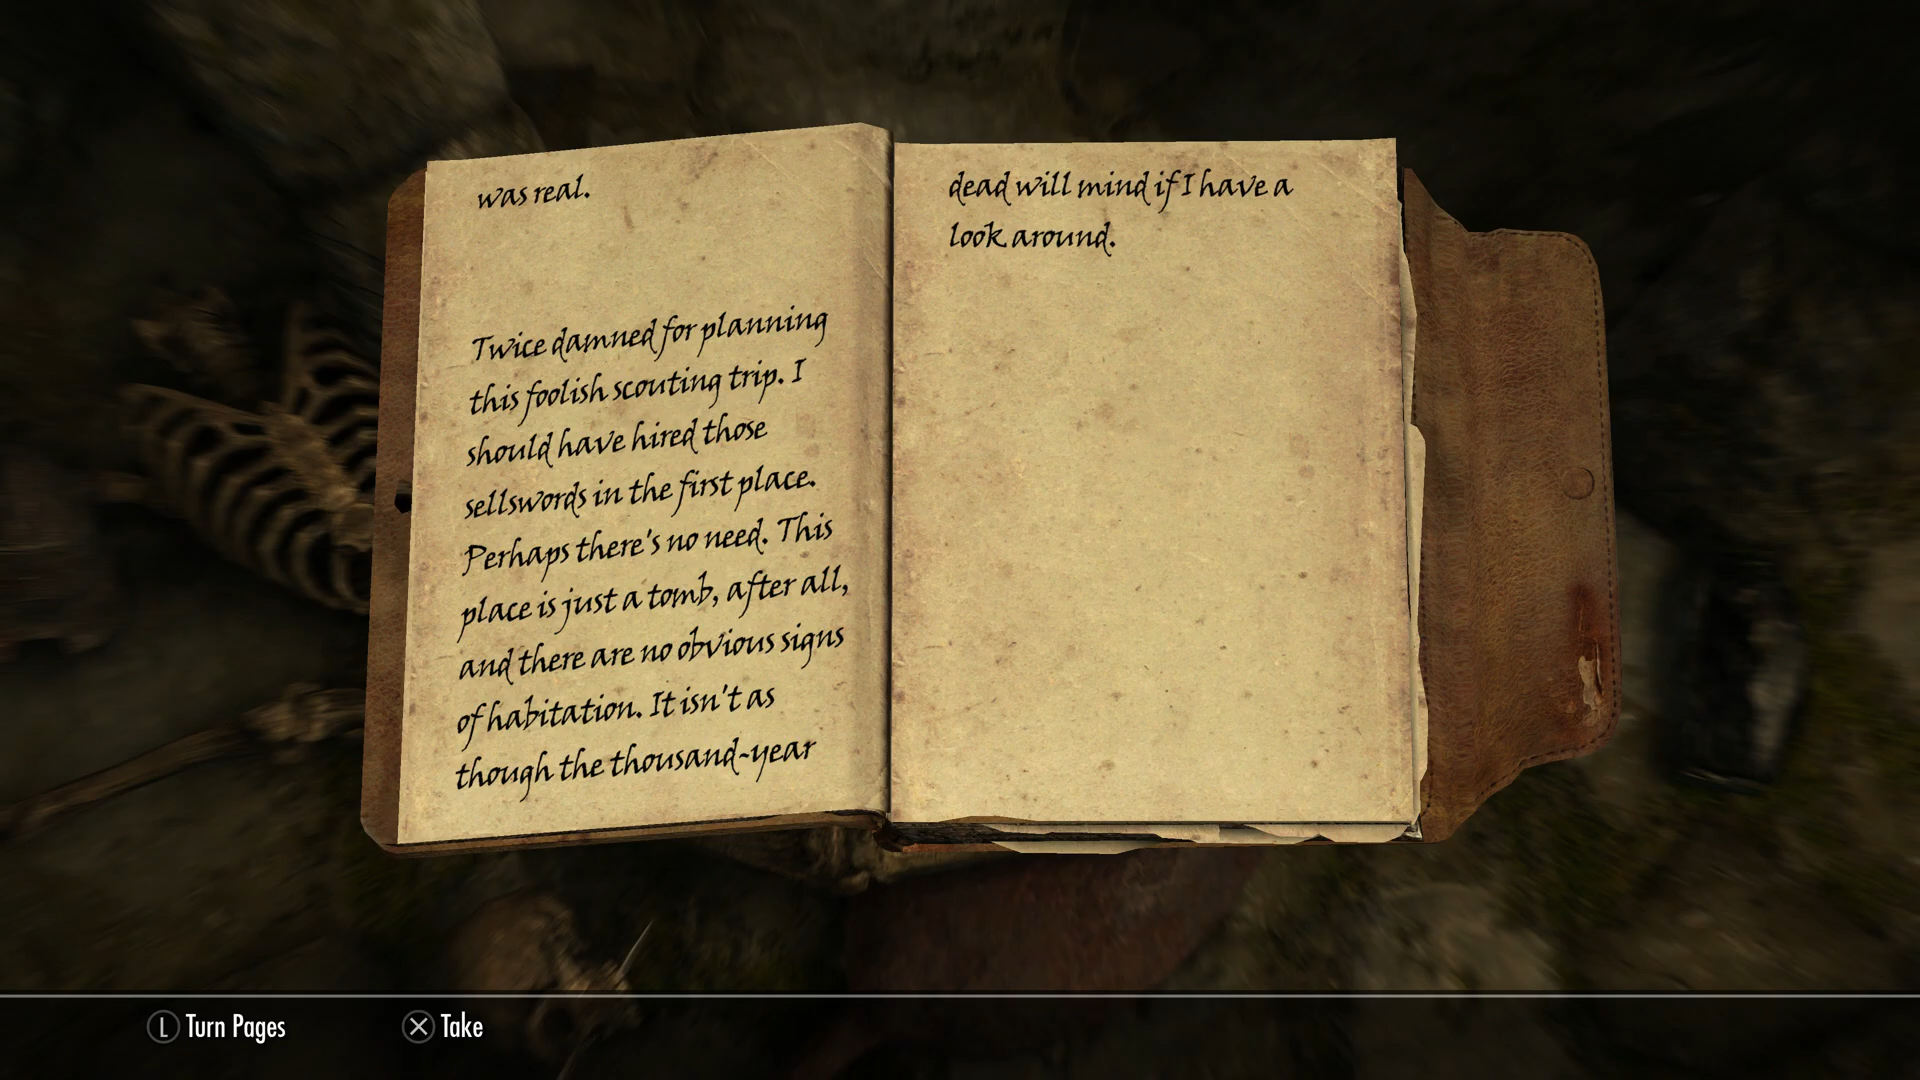 was real.
Twice damned for planning
this foolish scouting trip. I
should have hired those
sellswords in the first place.
Perhaps there's no need. This
place is just a tomb, after all,
and there are no obvious signs
of habitation. It isn't as
though the thousand-year
dead will mind if I have a
look around.
L Turn Pages
X Take